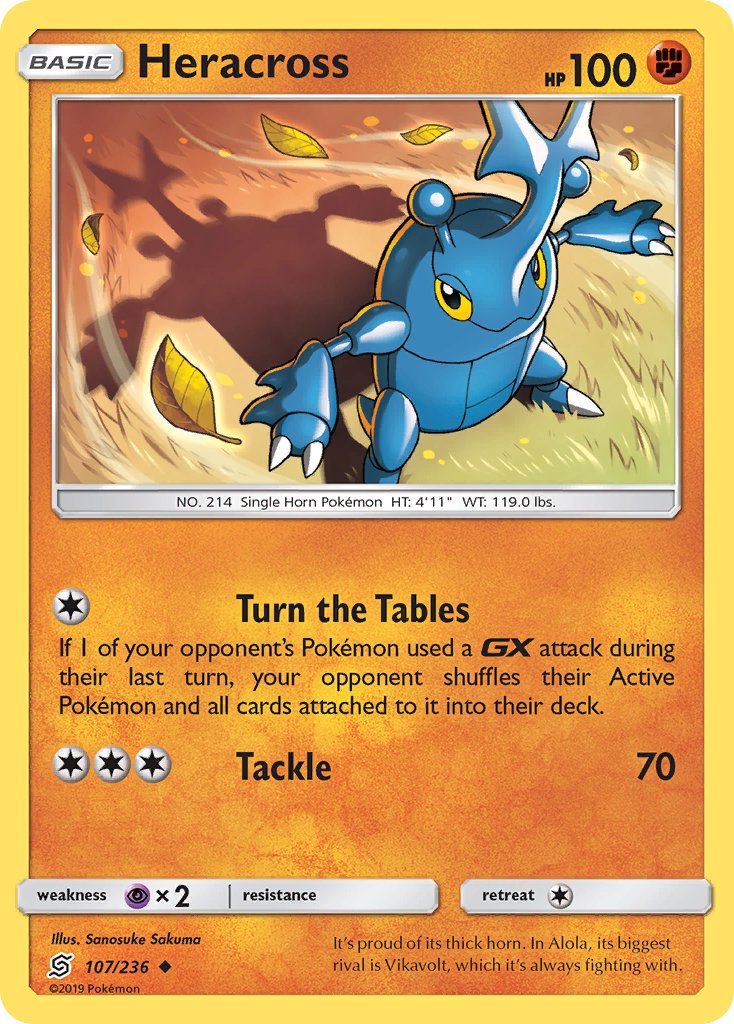 BASIC Heracross HP 100
NO. 214 Single Horn Pokémon HT: 4'11" WT: 119.0 lbs.
Turn the Tables
If 1 of your opponent's Pokémon used a GX attack during
their last turn, your opponent shuffles their Active
Pokémon and all cards attached to it into their deck.
Tackle 70
weakness ×2 resistance retreat
Illus. Sanosuke Sakuma
107/236
©2019 Pokémon
It's proud of its thick horn. In Alola, its biggest
rival is Vikavolt, which it's always fighting with.